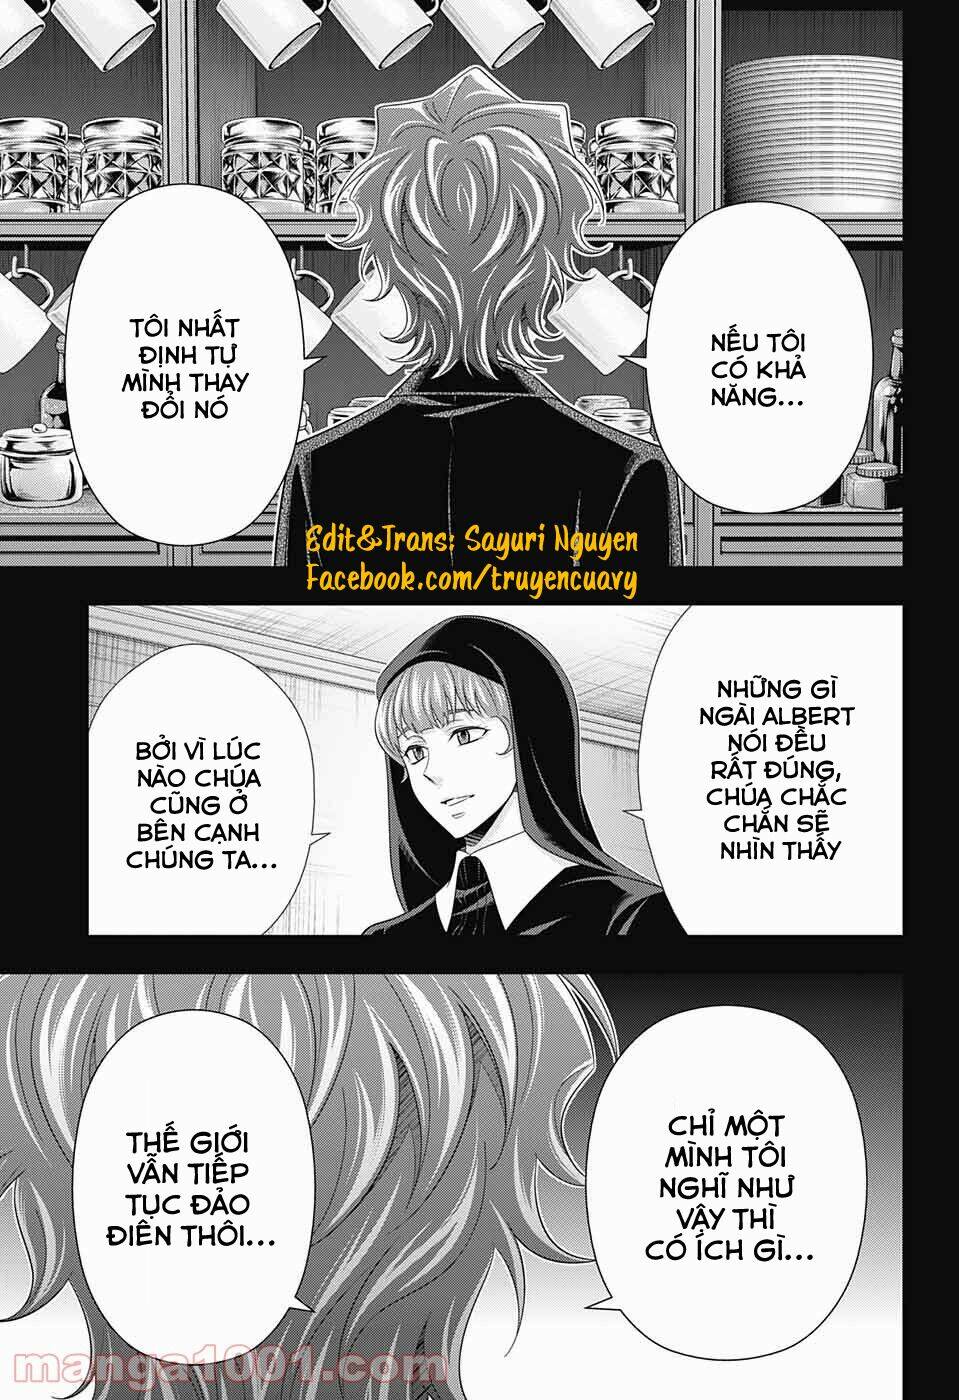 NẾU TÔI
CÓ KHẢ
NĂNG...
TÔI NHẤT
ĐỊNH TỰ
MÌNH THAY
ĐỔI NÓ
Edit&Trans: Sayuri Nguyen
Facebook.com/truyencuavy
NHỮNG GÌ
NGÀI ALBERT
NÓI ĐỀU
RẤT ĐÚNG,
CHÚA CHẮC
CHẮN SẼ
NHÌN THẤY
BỞI VÌ LÚC
NÀO CHÚA
CŨNG Ở
BÊN CẠNH
CHÚNG TA...
CHỈ MỘT
MÌNH TÔI
NGHĨ NHƯ
VẬY THÌ
CÓ ÍCH GÌ...
THẾ GIỚI
VẪN TIẾP
TỤC ĐẢO
ĐIÊN THÔI...
manga1001.com